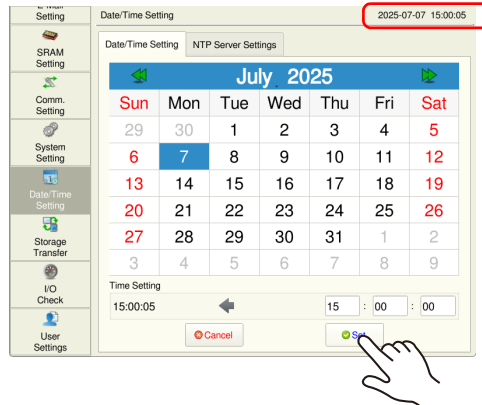 E-Mail
Setting
SRAM
Setting
Comm.
Setting
System
Setting
Date/Time
Setting
Storage
Transfer
I/O
Check
User
Settings
Date/Time Setting
2025-07-07 15:00:05
Date/Time Setting
NTP Server Settings
July 2025
Sun Mon Tue Wed Thu Fri Sat
29 30 1 2 3 4 5
6 7 8 9 10 11 12
13 14 15 16 17 18 19
20 21 22 23 24 25 26
27 28 29 30 31 1 2
3 4 5 6 7 8 9
Time Setting
15:00:05
15 : 00 : 00
Cancel
Set